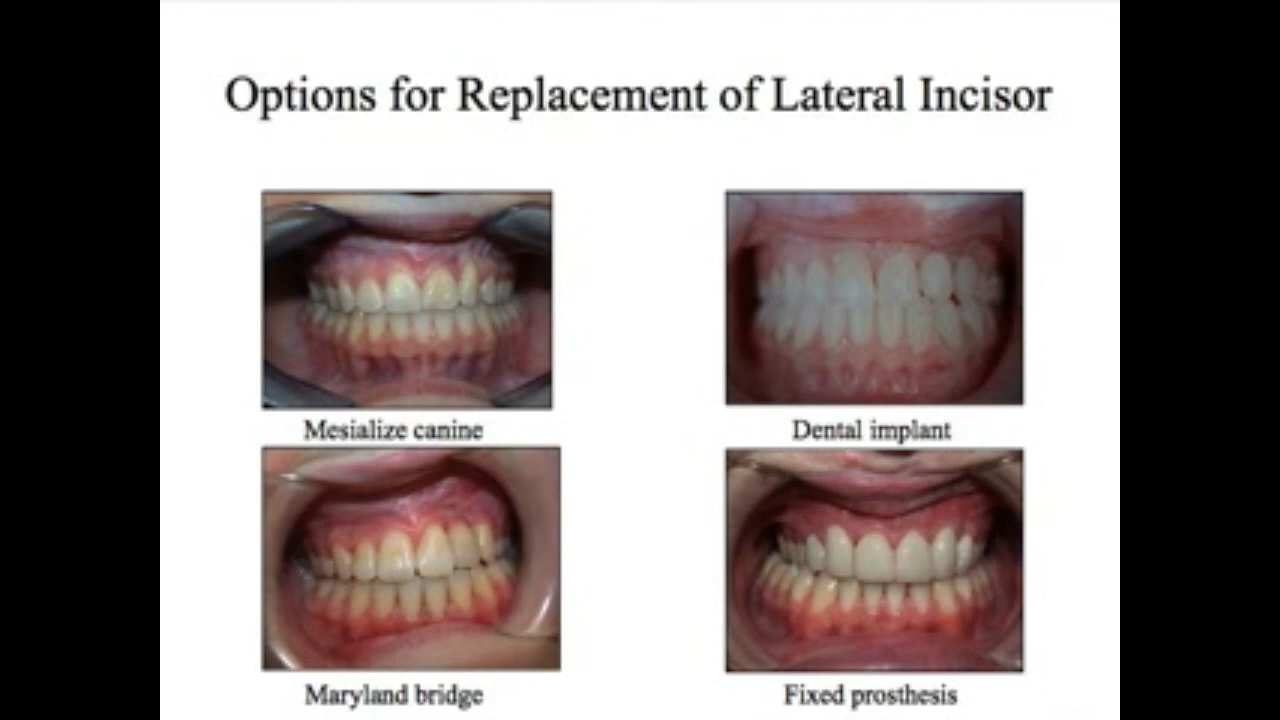 Options for Replacement of Lateral Incisor
Mesialize canine
Dental implant
Maryland bridge
Fixed prosthesis